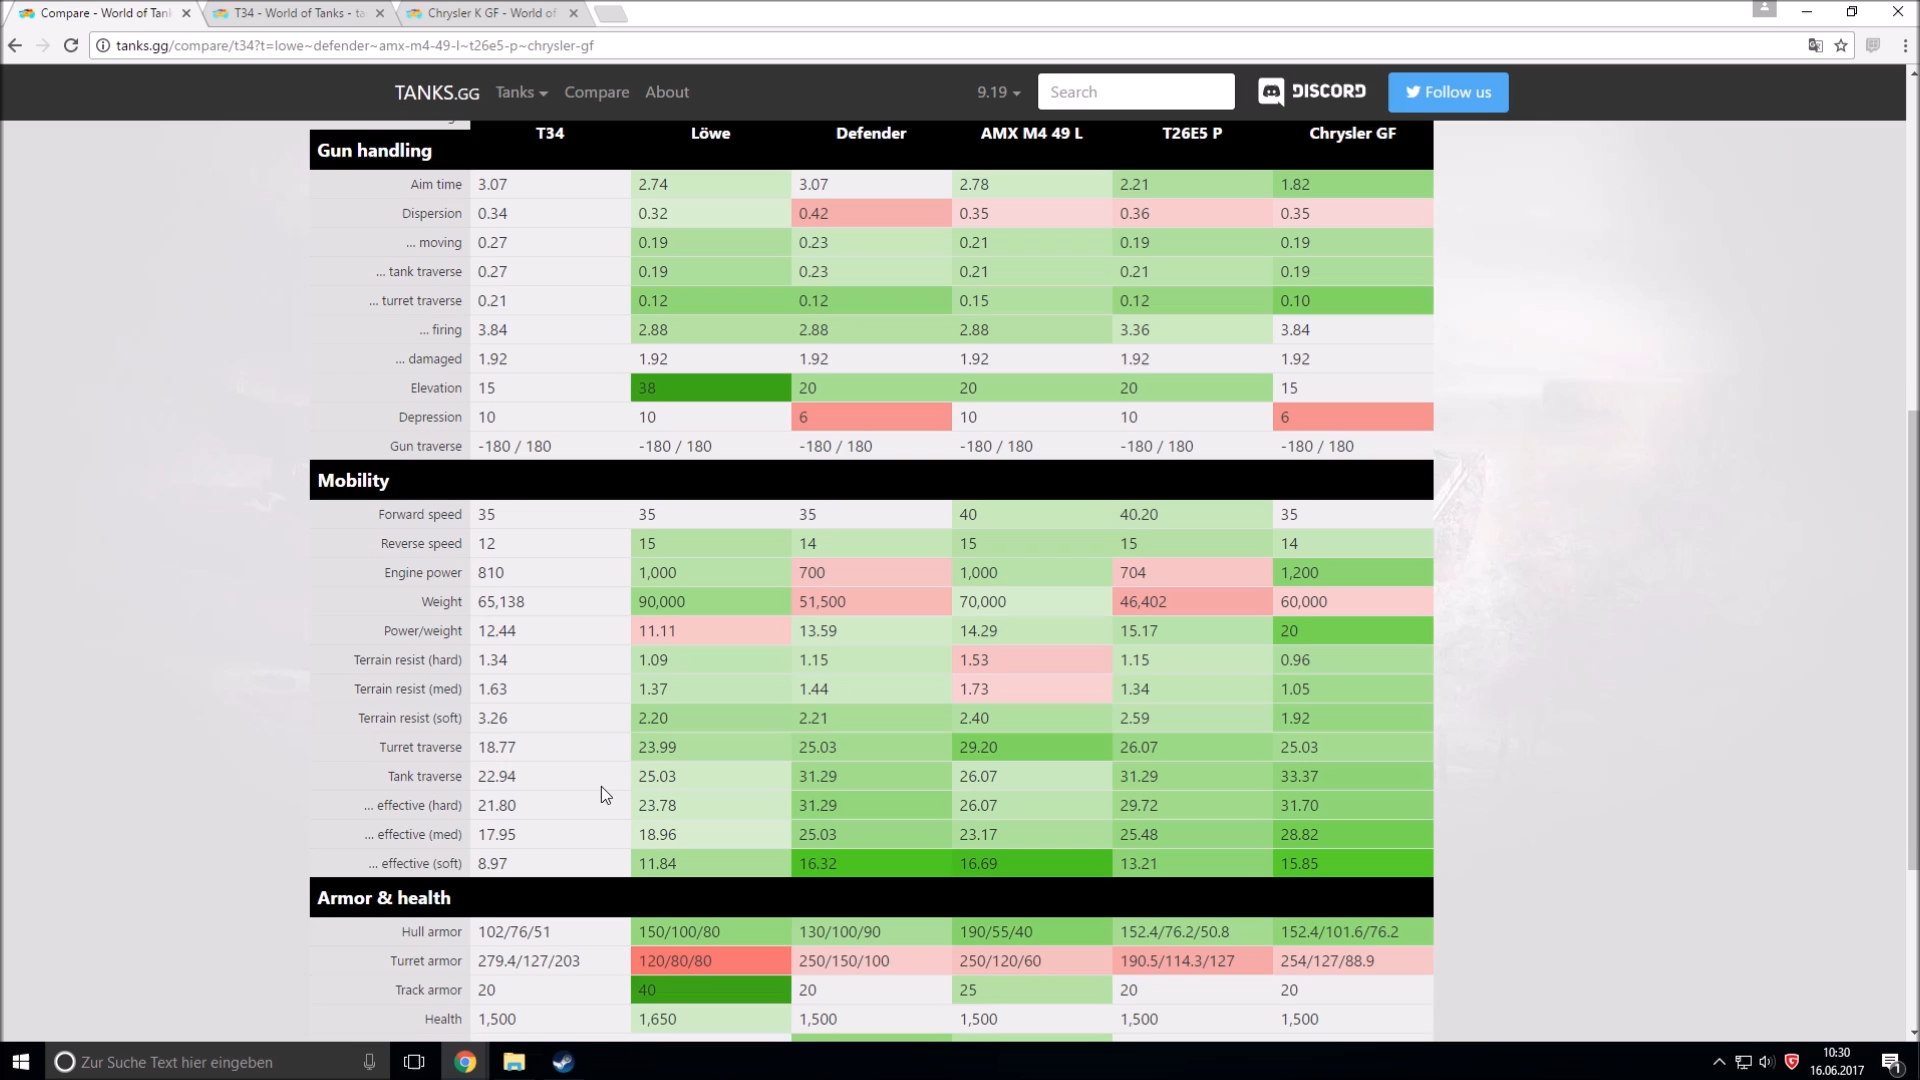 Compare - World of Tank
T34 - World of Tanks - ta
Chrysler K GF - World of
tanks.gg/compare/t34?t=lowe~defender~amx-m4-49-l~t26e5-p~chrysler-gf
TANKS.GG Tanks Compare About 9.19 Search DISCORD Follow us
T34 Löwe Defender AMX M4 49 L T26E5 P Chrysler GF
Gun handling
Aim time 3.07 2.74 3.07 2.78 2.21 1.82
Dispersion 0.34 0.32 0.42 0.35 0.36 0.35
... moving 0.27 0.19 0.23 0.21 0.19 0.19
... tank traverse 0.27 0.19 0.23 0.21 0.21 0.19
... turret traverse 0.21 0.12 0.12 0.15 0.12 0.10
... firing 3.84 2.88 2.88 2.88 3.36 3.84
... damaged 1.92 1.92 1.92 1.92 1.92 1.92
Elevation 15 38 20 20 20 15
Depression 10 10 6 10 10 6
Gun traverse -180 / 180 -180 / 180 -180 / 180 -180 / 180 -180 / 180 -180 / 180
Mobility
Forward speed 35 35 35 40 40.20 35
Reverse speed 12 15 14 15 15 14
Engine power 810 1,000 700 1,000 704 1,200
Weight 65,138 90,000 51,500 70,000 46,402 60,000
Power/weight 12.44 11.11 13.59 14.29 15.17 20
Terrain resist (hard) 1.34 1.09 1.15 1.53 1.15 0.96
Terrain resist (med) 1.63 1.37 1.44 1.73 1.34 1.05
Terrain resist (soft) 3.26 2.20 2.21 2.40 2.59 1.92
Turret traverse 18.77 23.99 25.03 29.20 26.07 25.03
Tank traverse 22.94 25.03 31.29 26.07 31.29 33.37
... effective (hard) 21.80 23.78 31.29 26.07 29.72 31.70
... effective (med) 17.95 18.96 25.03 23.17 25.48 28.82
... effective (soft) 8.97 11.84 16.32 16.69 13.21 15.85
Armor & health
Hull armor 102/76/51 150/100/80 130/100/90 190/55/40 152.4/76.2/50.8 152.4/101.6/76.2
Turret armor 279.4/127/203 120/80/80 250/150/100 250/120/60 190.5/114.3/127 254/127/88.9
Track armor 20 40 20 25 20 20
Health 1,500 1,650 1,500 1,500 1,500 1,500
Zur Suche Text hier eingeben
10:30
16.06.2017
1